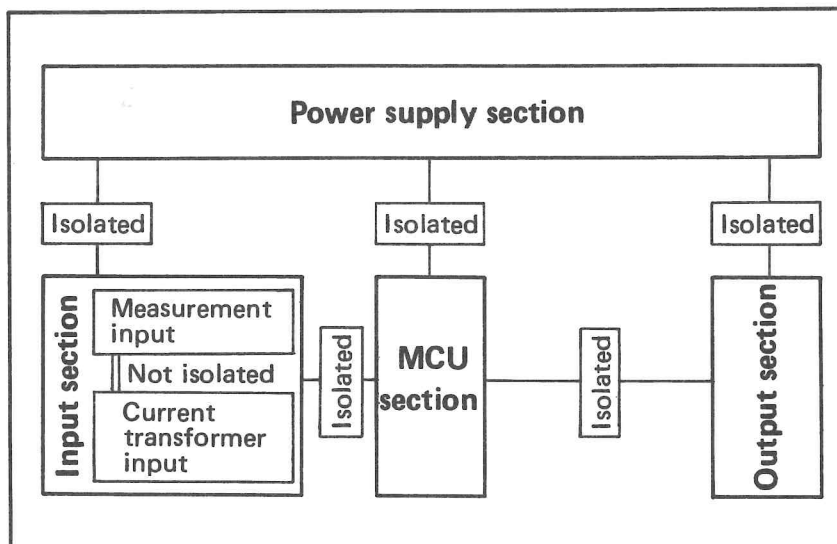 Power supply section
Isolated
Isolated
Isolated
Input section
Measurement
input
Not isolated
Current
transformer
input
Isolated
MCU
section
Isolated
Output section